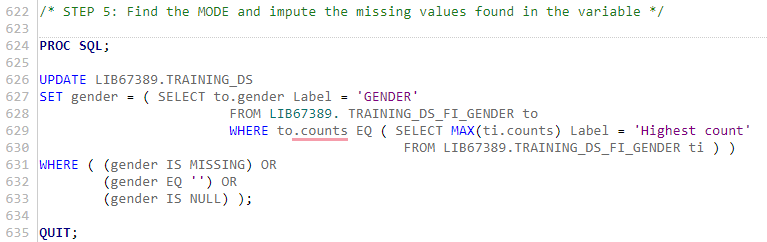 622 /* STEP 5: Find the MODE and impute the missing values found in the variable */
623
624 PROC SQL;
625
626 UPDATE LIB67389.TRAINING_DS
627 SET gender = ( SELECT to.gender Label = 'GENDER'
628 FROM LIB67389. TRAINING_DS_FI_GENDER to
629 WHERE to.counts EQ ( SELECT MAX(ti.counts) Label = 'Highest count'
630 FROM LIB67389.TRAINING_DS_FI_GENDER ti ) )
631 WHERE ( (gender IS MISSING) OR
632 (gender EQ '') OR
633 (gender IS NULL) );
634
635 QUIT;